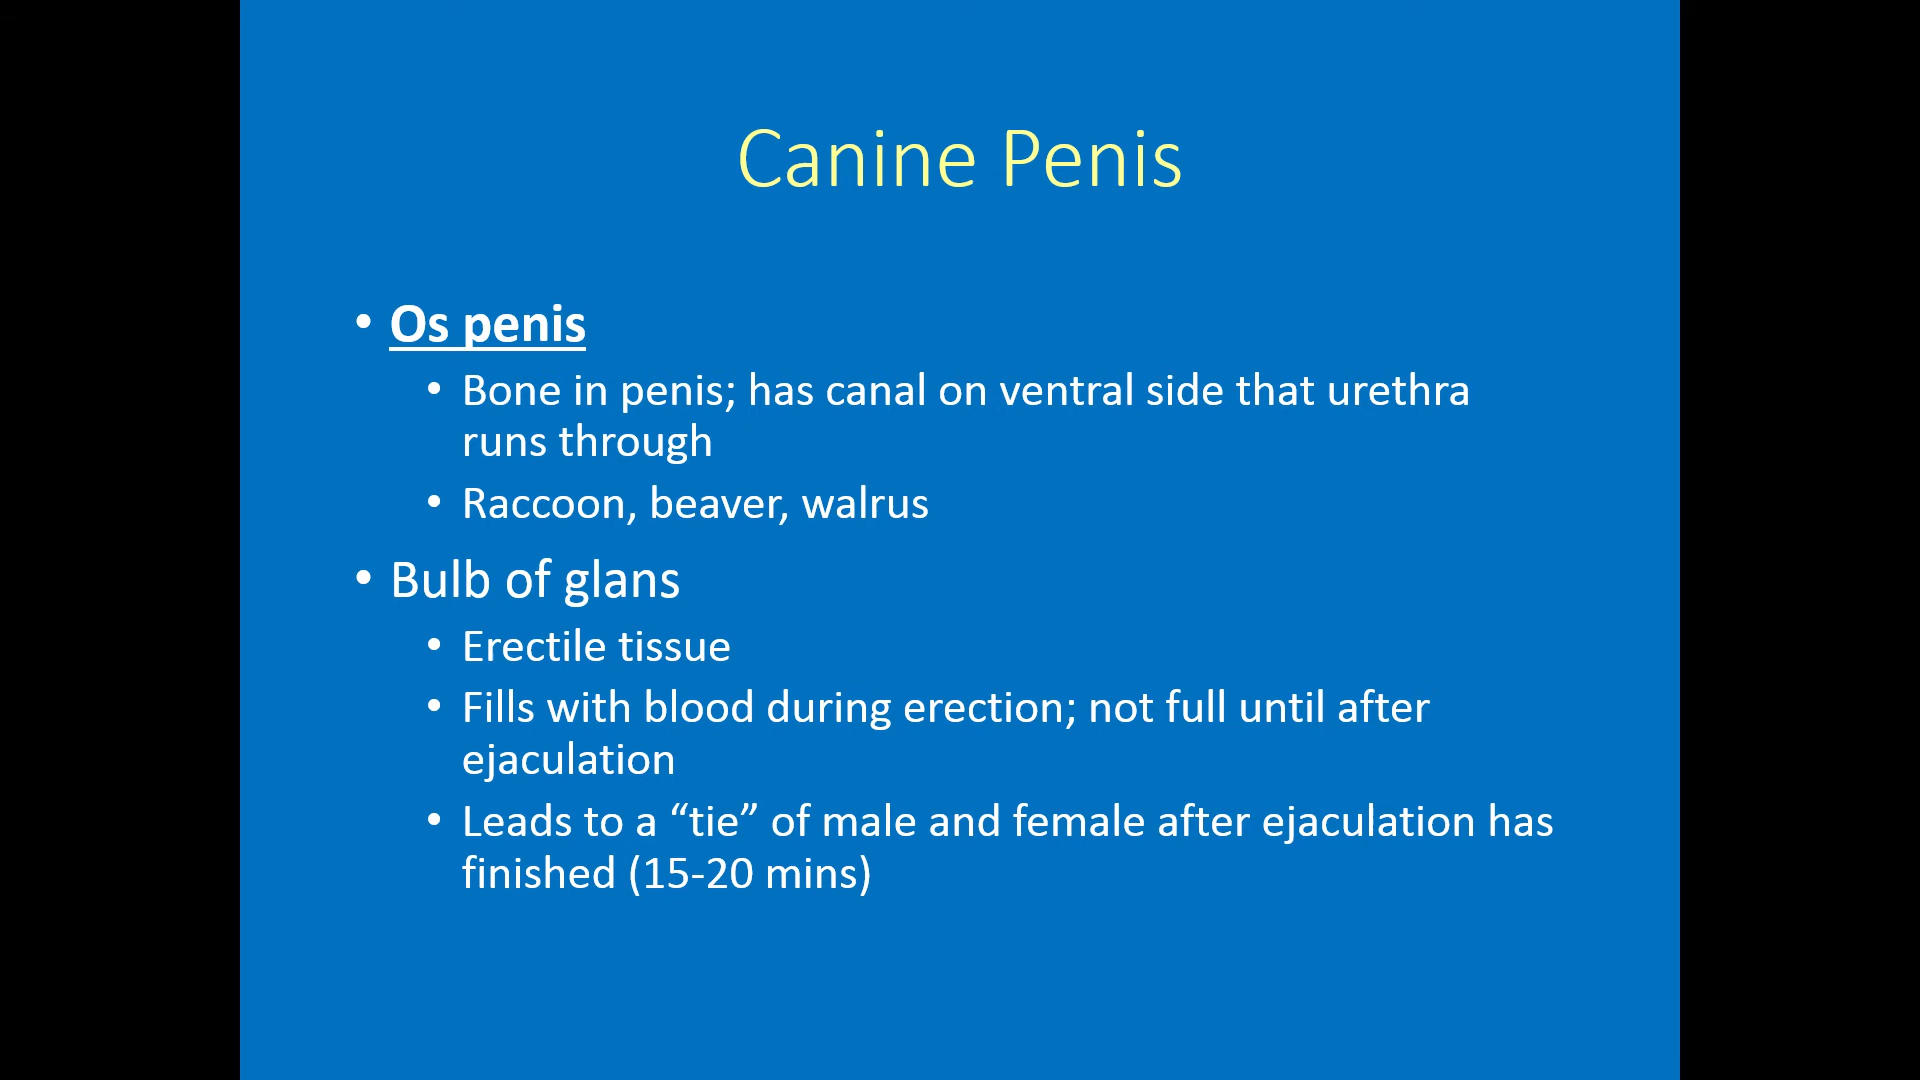 Canine Penis
• Os penis
• Bone in penis; has canal on ventral side that urethra
runs through
• Raccoon, beaver, walrus
• Bulb of glans
• Erectile tissue
• Fills with blood during erection; not full until after
ejaculation
• Leads to a “tie” of male and female after ejaculation has
finished (15-20 mins)